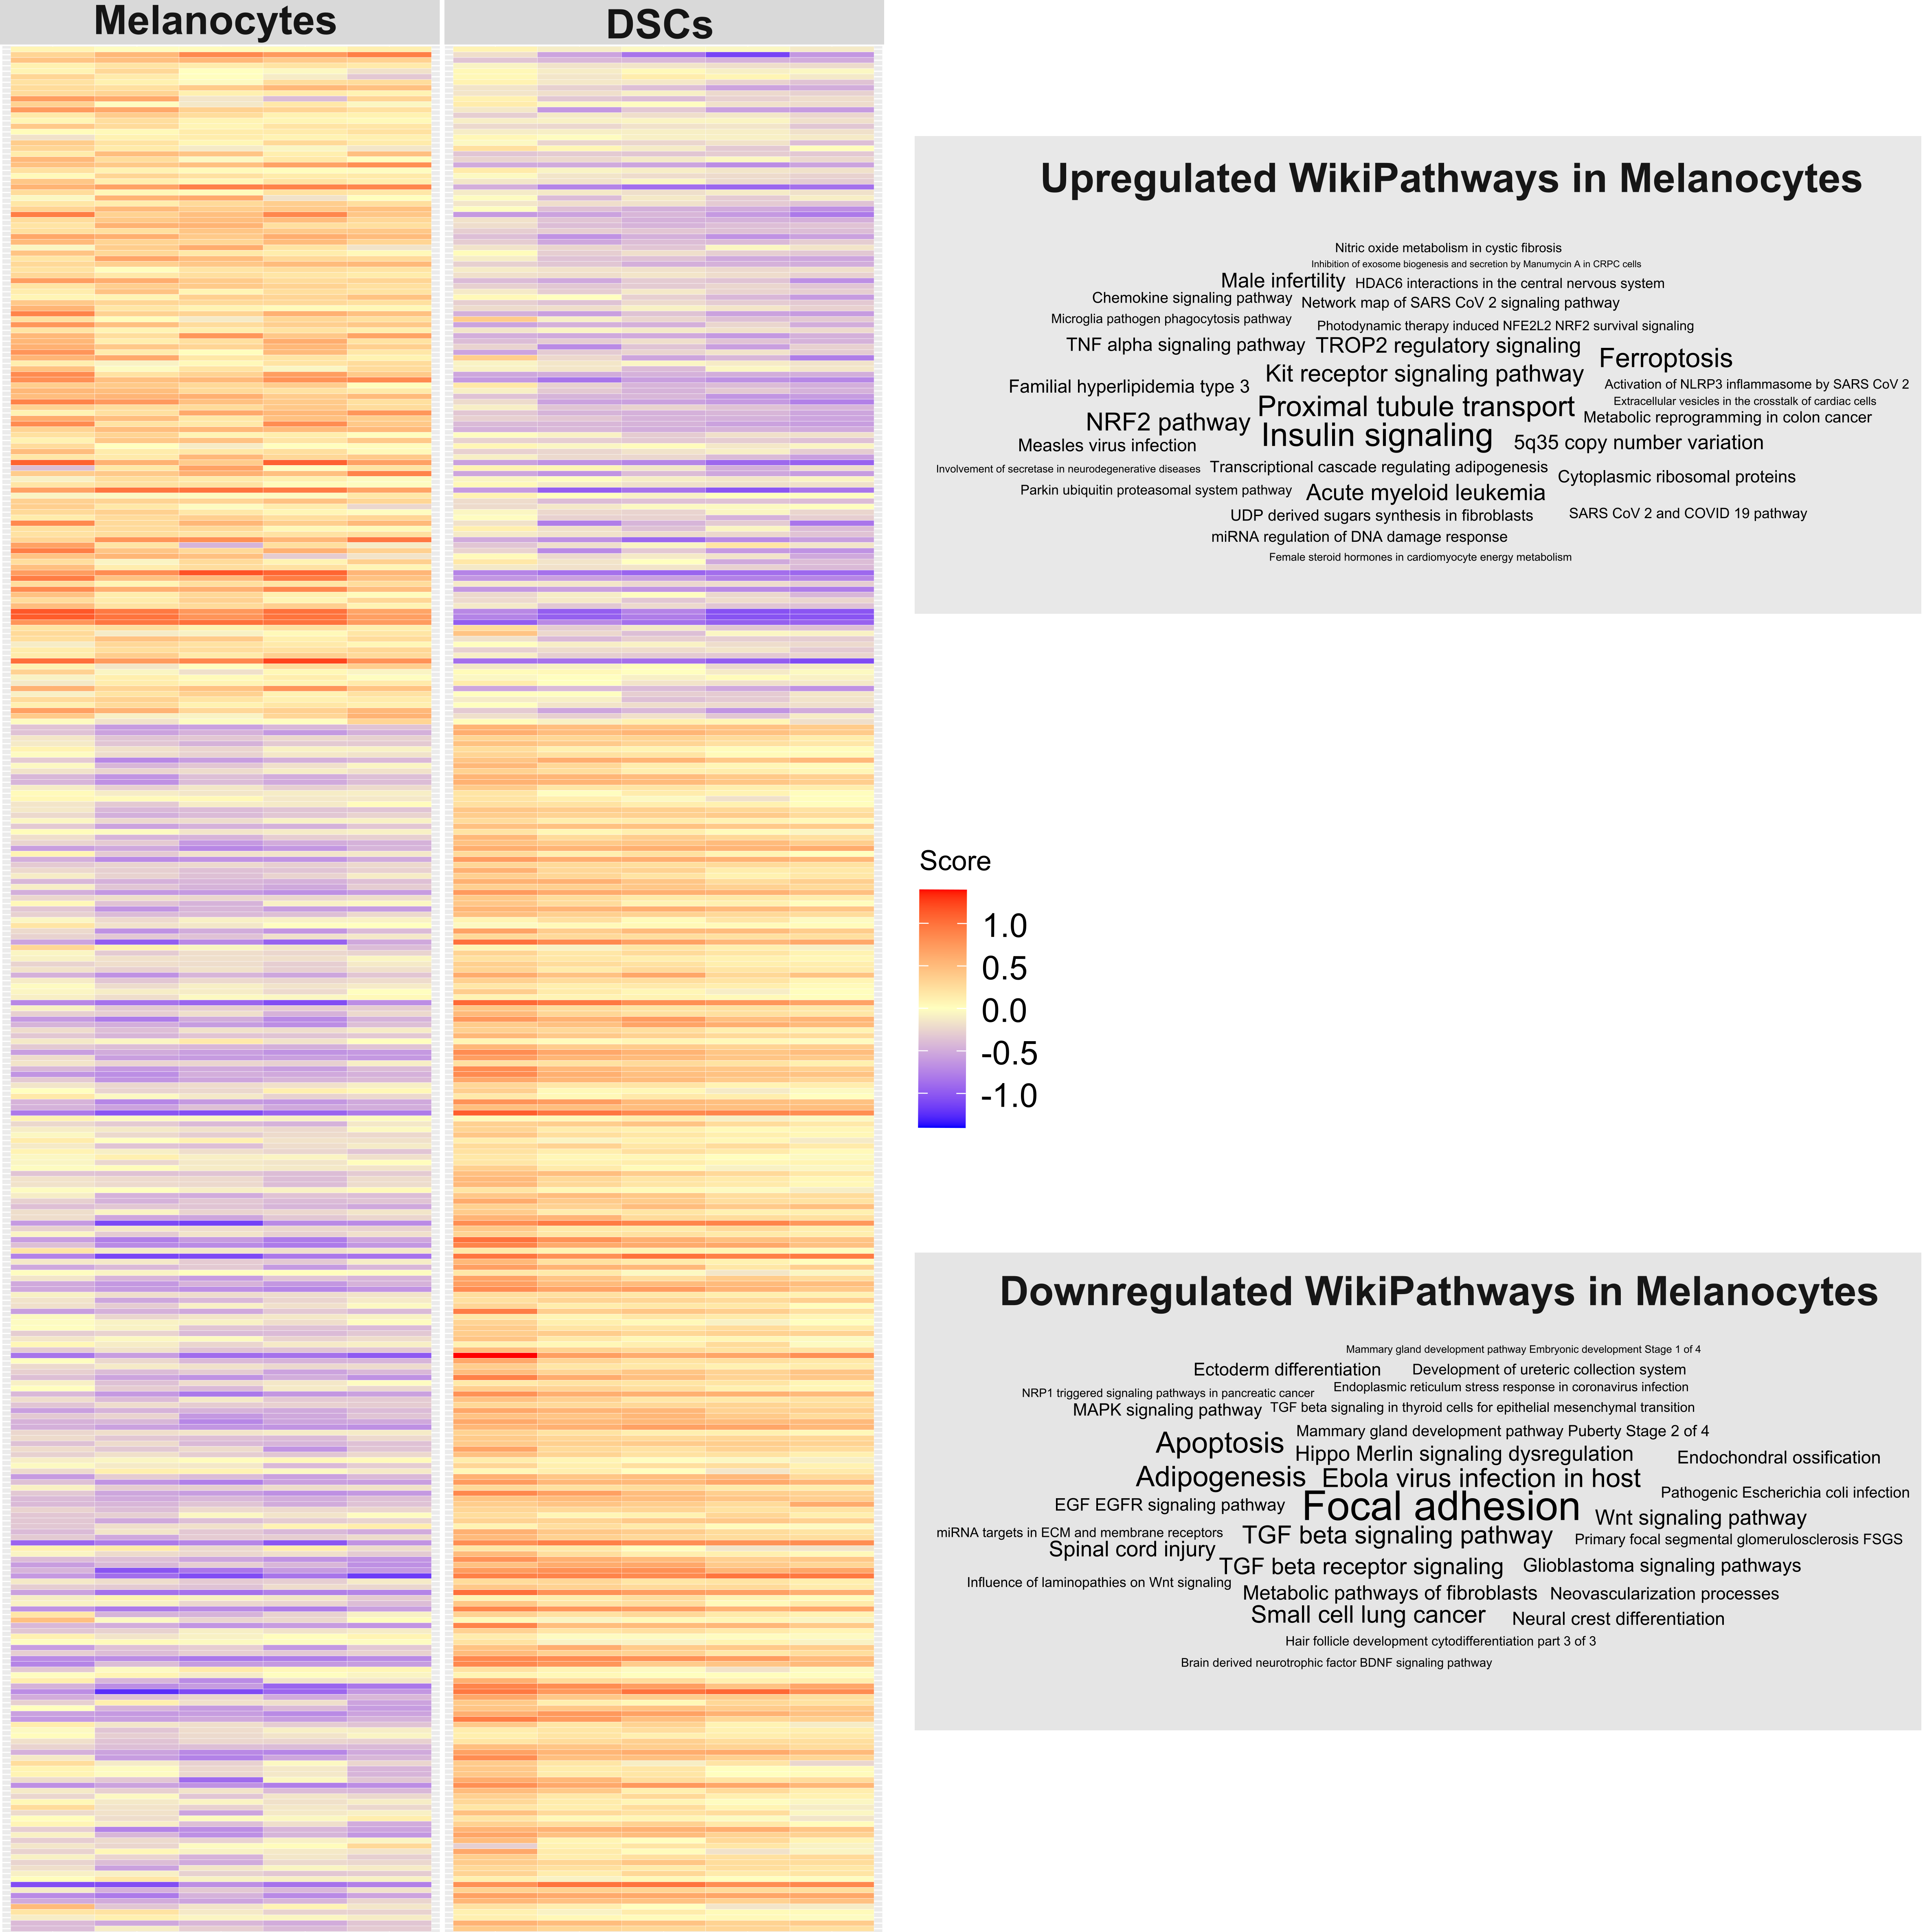 Melanocytes
DSCs
Upregulated WikiPathways in Melanocytes
Nitric oxide metabolism in cystic fibrosis
Inhibition of exosome biogenesis and secretion by Manumycin A in CRPC cells
Male infertility
HDAC6 interactions in the central nervous system
Chemokine signaling pathway
Network map of SARS CoV 2 signaling pathway
Microglia pathogen phagocytosis pathway
Photodynamic therapy induced NFE2L2 NRF2 survival signaling
TNF alpha signaling pathway
TROP2 regulatory signaling
Ferroptosis
Kit receptor signaling pathway
Familial hyperlipidemia type 3
Activation of NLRP3 inflammasome by SARS CoV 2
Extracellular vesicles in the crosstalk of cardiac cells
Proximal tubule transport
Metabolic reprogramming in colon cancer
NRF2 pathway
Insulin signaling
5q35 copy number variation
Measles virus infection
Involvement of secretase in neurodegenerative diseases
Transcriptional cascade regulating adipogenesis
Cytoplasmic ribosomal proteins
Parkin ubiquitin proteasomal system pathway
Acute myeloid leukemia
UDP derived sugars synthesis in fibroblasts
SARS CoV 2 and COVID 19 pathway
miRNA regulation of DNA damage response
Female steroid hormones in cardiomyocyte energy metabolism
Score
1.0
0.5
0.0
-0.5
-1.0
Downregulated WikiPathways in Melanocytes
Mammary gland development pathway Embryonic development Stage 1 of 4
Ectoderm differentiation
Development of ureteric collection system
NRP1 triggered signaling pathways in pancreatic cancer
Endoplasmic reticulum stress response in coronavirus infection
MAPK signaling pathway
TGF beta signaling in thyroid cells for epithelial mesenchymal transition
Mammary gland development pathway Puberty Stage 2 of 4
Apoptosis
Hippo Merlin signaling dysregulation
Endochondral ossification
Adipogenesis
Ebola virus infection in host
Pathogenic Escherichia coli infection
EGF EGFR signaling pathway
Focal adhesion
Wnt signaling pathway
miRNA targets in ECM and membrane receptors
TGF beta signaling pathway
Primary focal segmental glomerulosclerosis FSGS
Spinal cord injury
TGF beta receptor signaling
Glioblastoma signaling pathways
Influence of laminopathies on Wnt signaling
Metabolic pathways of fibroblasts
Neovascularization processes
Small cell lung cancer
Neural crest differentiation
Hair follicle development cytodifferentiation part 3 of 3
Brain derived neurotrophic factor BDNF signaling pathway